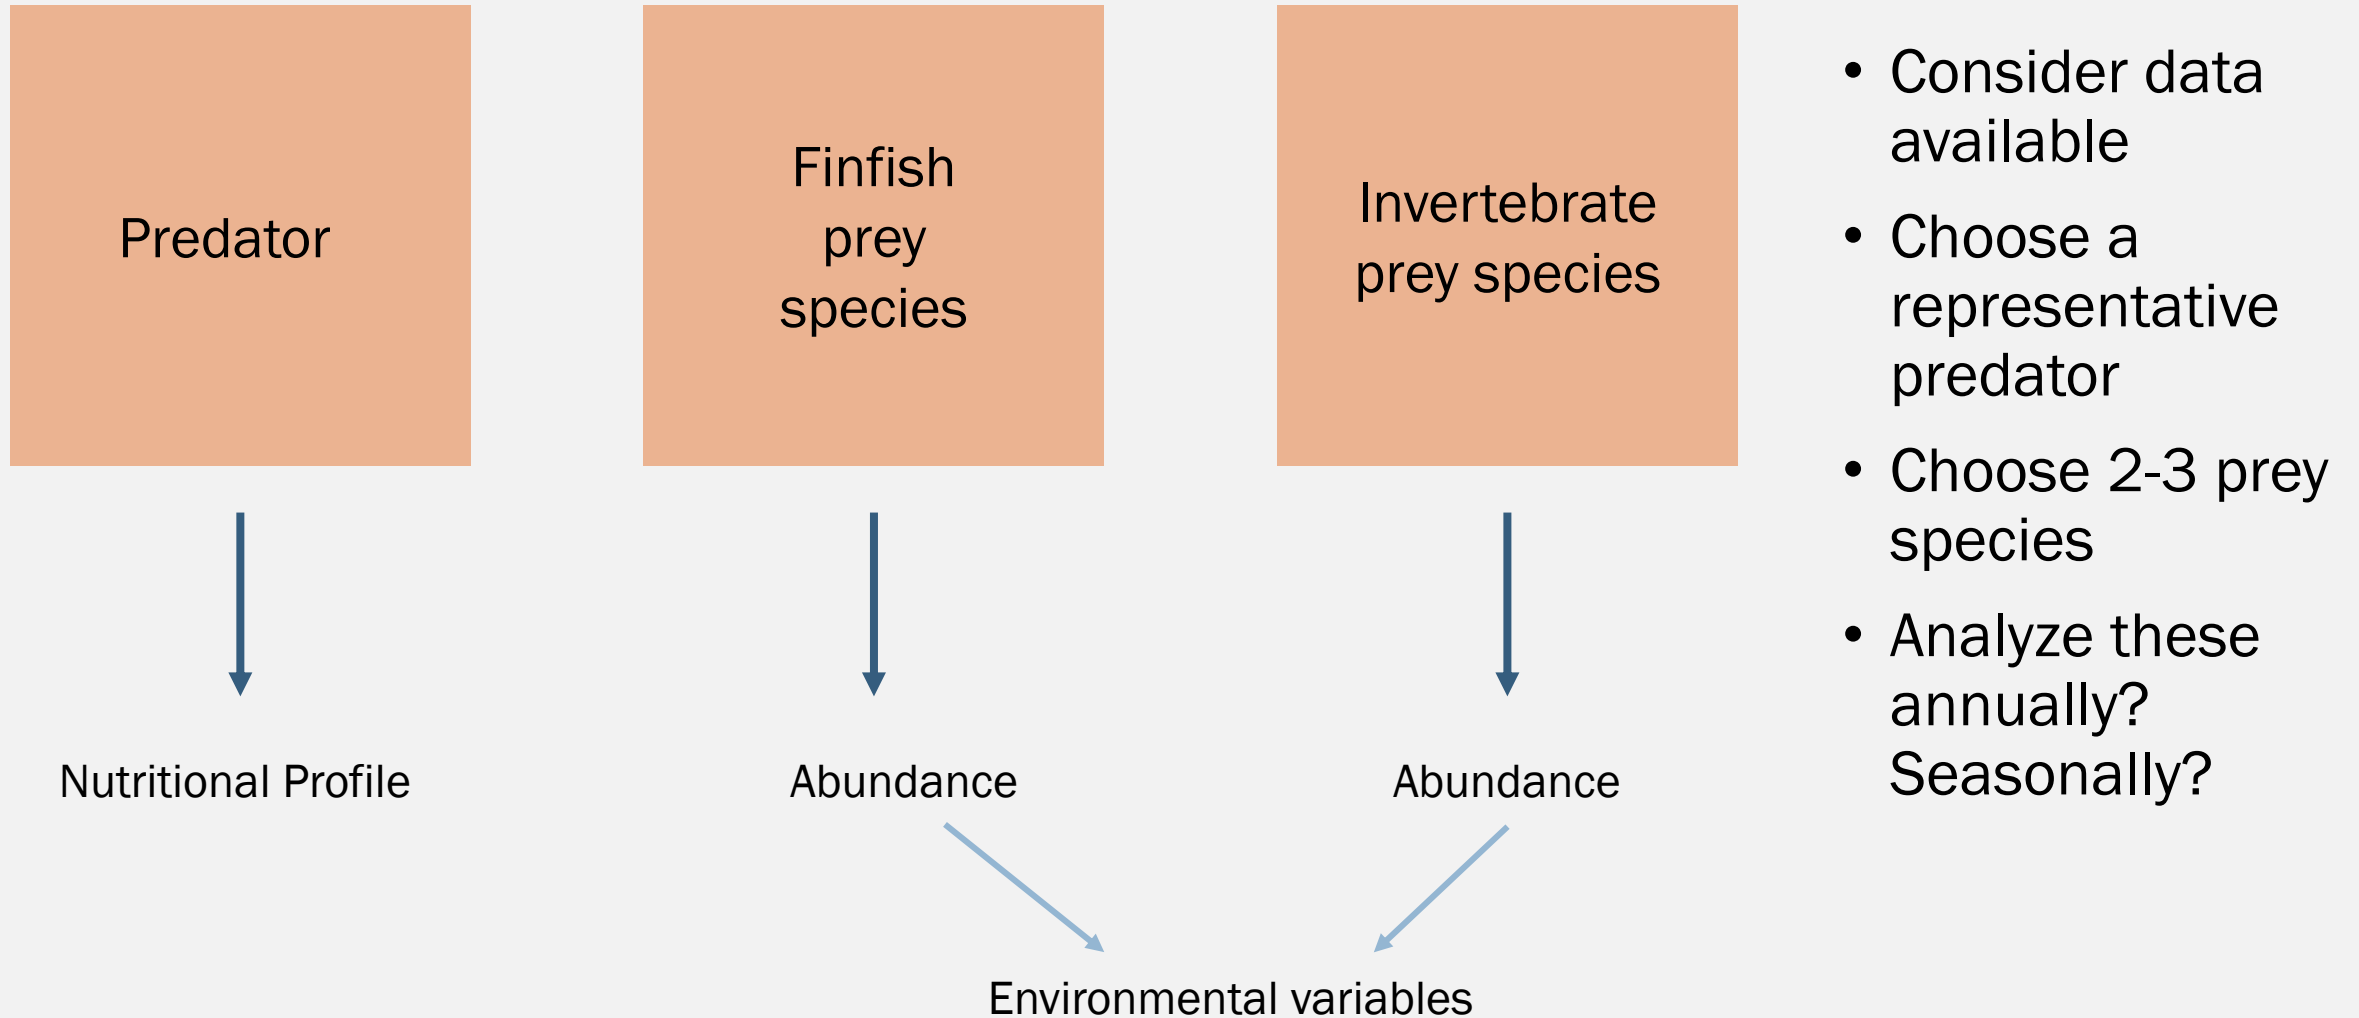 Predator
Finfish
prey
species
Invertebrate
prey species
Nutritional Profile
Abundance
Abundance
Environmental variables
• Consider data
available
• Choose a
representative
predator
• Choose 2-3 prey
species
• Analyze these
annually?
Seasonally?